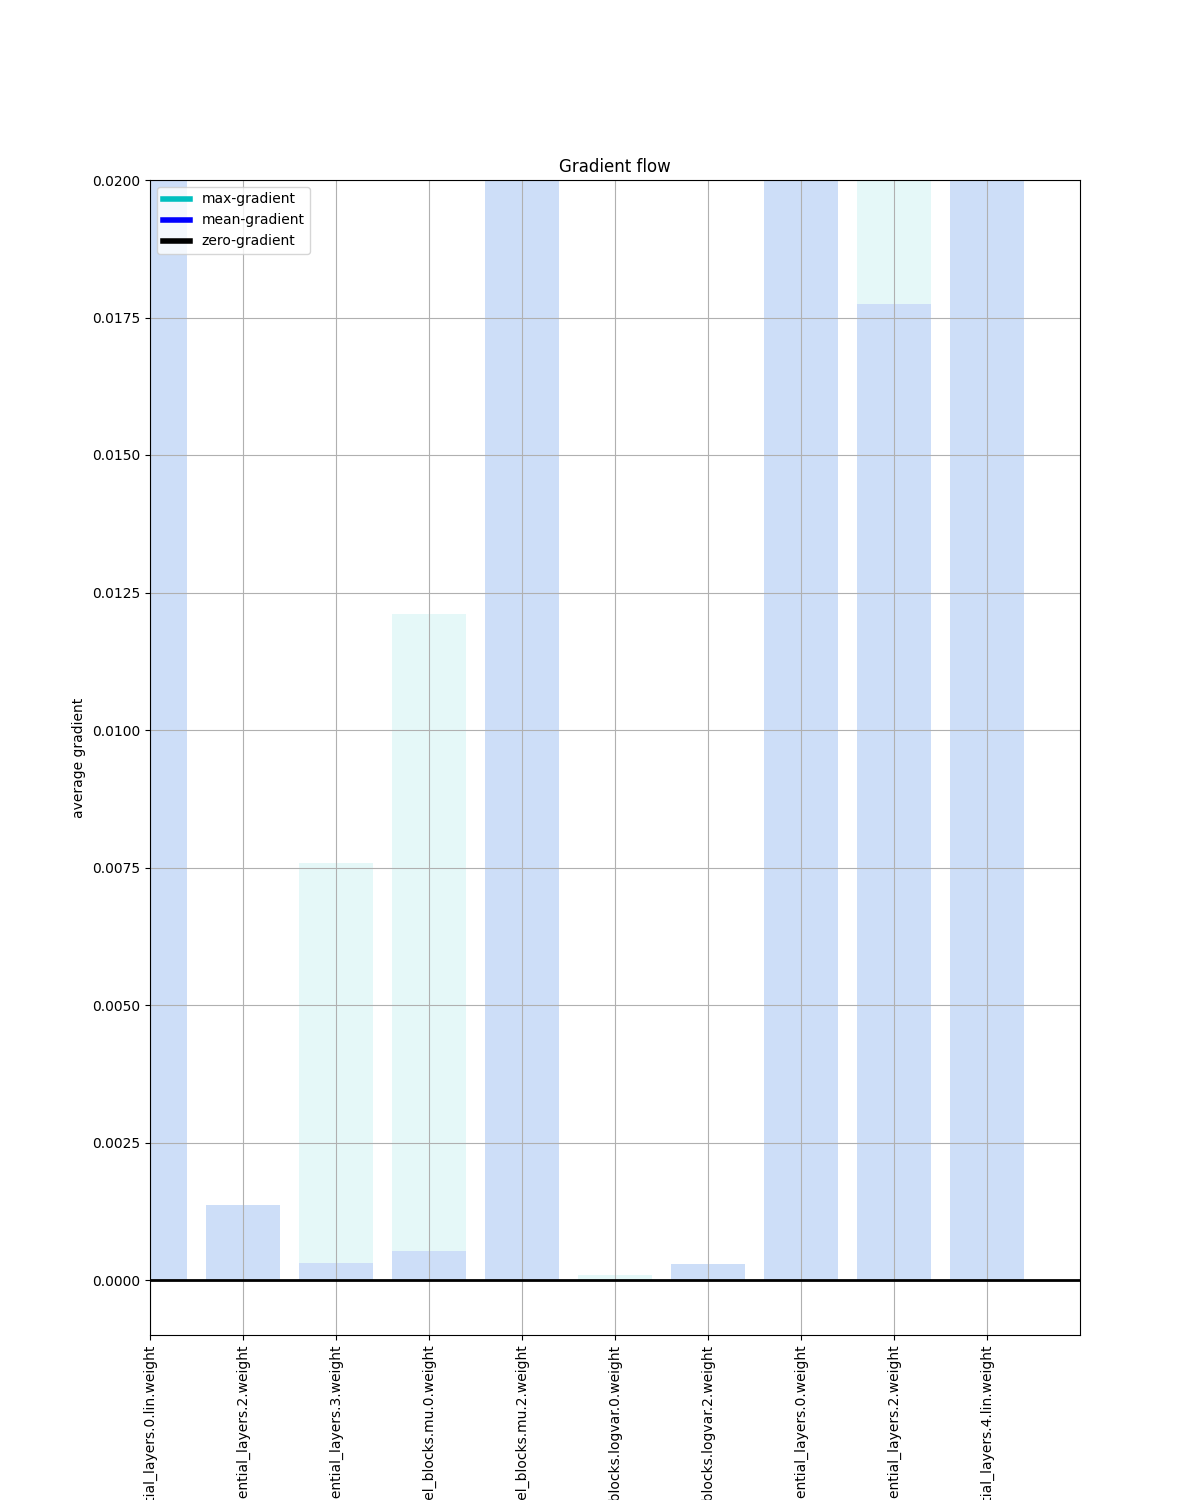 Gradient flow
max-gradient
mean-gradient
zero-gradient
0.0200
0.0175
0.0150
0.0125
0.0100
0.0075
0.0050
0.0025
0.0000
average gradient
tial_layers.0.lin.weight
ential_layers.2.weight
ential_layers.3.weight
el_blocks.mu.0.weight
el_blocks.mu.2.weight
blocks.logvar.0.weight
blocks.logvar.2.weight
ential_layers.0.weight
ential_layers.2.weight
tial_layers.4.lin.weight